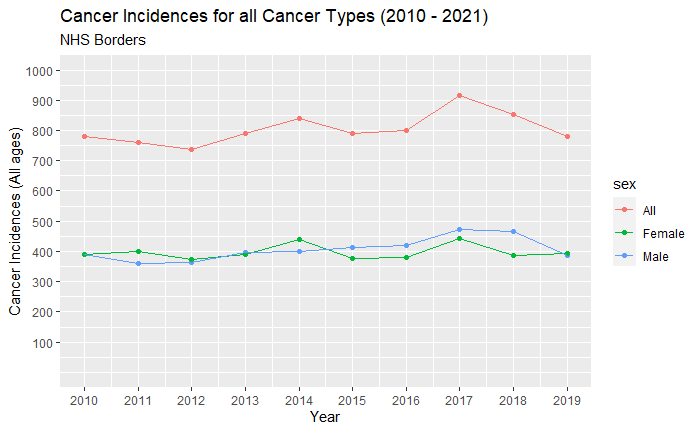 Cancer Incidences for all Cancer Types (2010 - 2021)
NHS Borders
Cancer Incidences (All ages)
1000
900
800
700
600
500
400
300
200
100
2010 2011 2012 2013 2014 2015 2016 2017 2018 2019
Year
sex
All
Female
Male